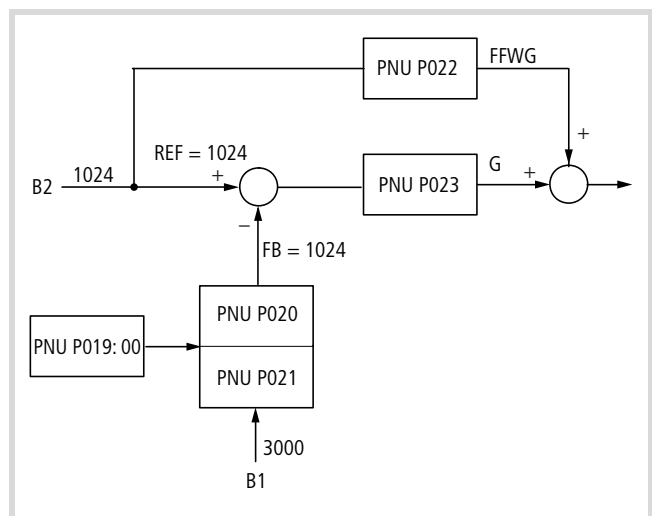 PNU P022
FFWG
+
REF = 1024
B2
1024
+
PNU P023
G
+
−
FB = 1024
PNU P020
PNU P019: 00
PNU P021
3000
B1